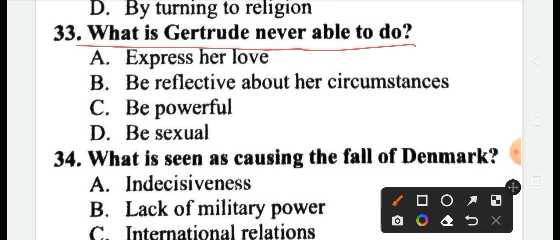 D. By turning to religion
33. What is Gertrude never able to do?
A. Express her love
B. Be reflective about her circumstances
C. Be powerful
D. Be sexual
34. What is seen as causing the fall of Denmark?
A. Indecisiveness
B. Lack of military power
C. International relations